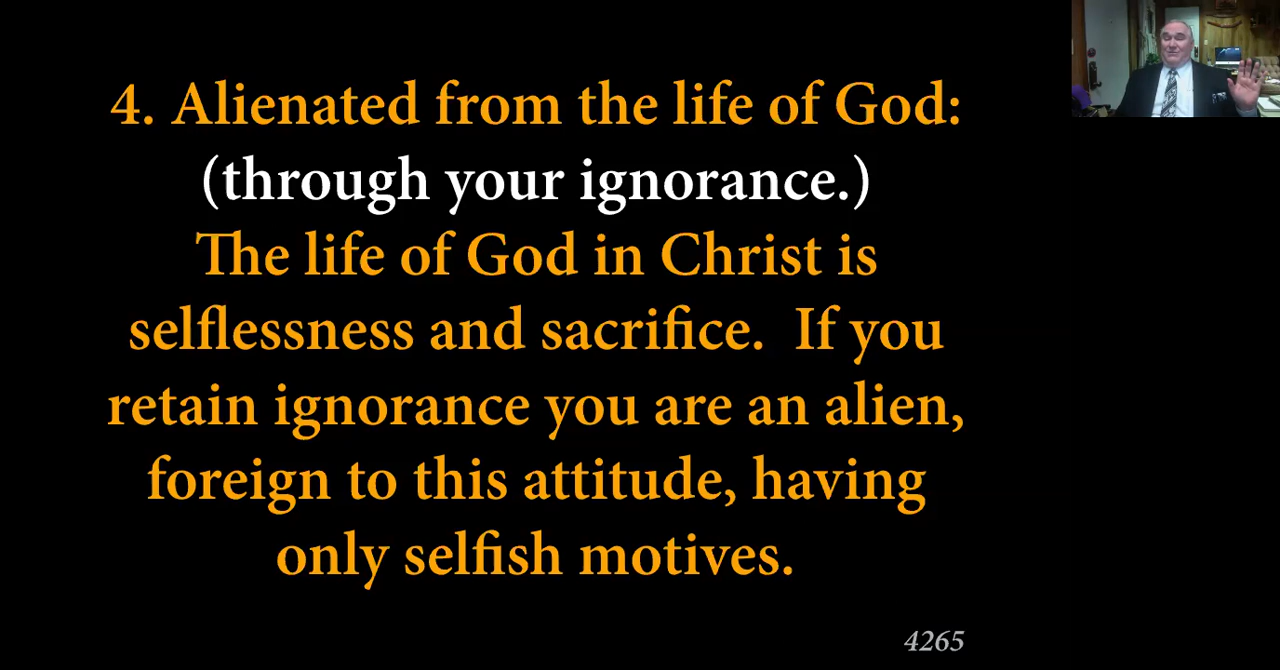 4. Alienated from the life of God:
(through your ignorance.)
The life of God in Christ is
selflessness and sacrifice.  If you
retain ignorance you are an alien,
foreign to this attitude, having
only selfish motives.
4265